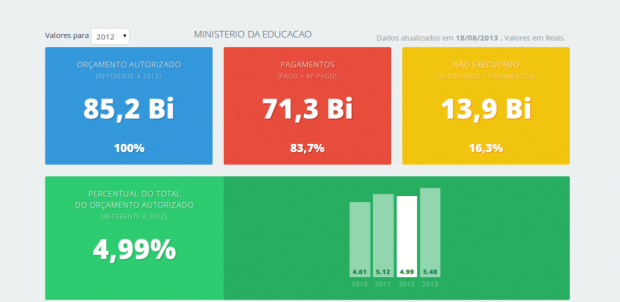 Valores para 2012
MINISTERIO DA EDUCACAO
Dados atualizados em 18/08/2013 . Valores em Reais.
ORÇAMENTO AUTORIZADO
(REFERENTE À 2012)
85,2 Bi
100%
PAGAMENTOS
(PAGO + RP PAGO)
71,3 Bi
83,7%
NÃO EXECUTADO
(AUTORIZADO - PAGAMENTOS)
13,9 Bi
16,3%
PERCENTUAL DO TOTAL
DO ORÇAMENTO AUTORIZADO
(REFERENTE À 2012)
4,99%
4.61 5.12 4.99 5.48
2010 2011 2012 2013